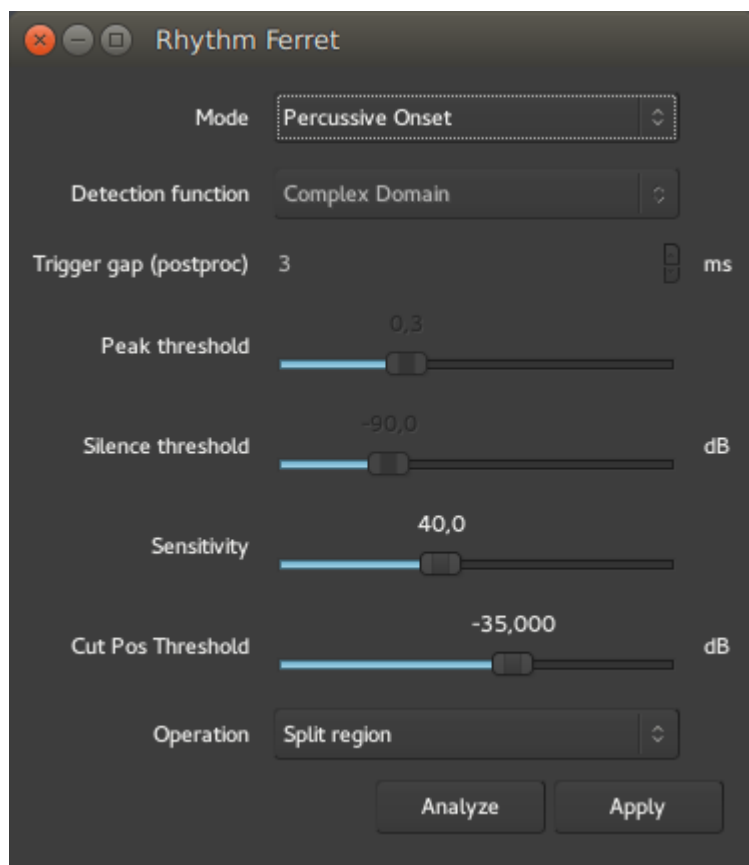 Rhythm Ferret
Mode Percussive Onset
Detection function Complex Domain
Trigger gap (postproc) 3 ms
0,3
Peak threshold
-90,0
Silence threshold dB
40,0
Sensitivity
-35,000
Cut Pos Threshold dB
Operation Split region
Analyze Apply